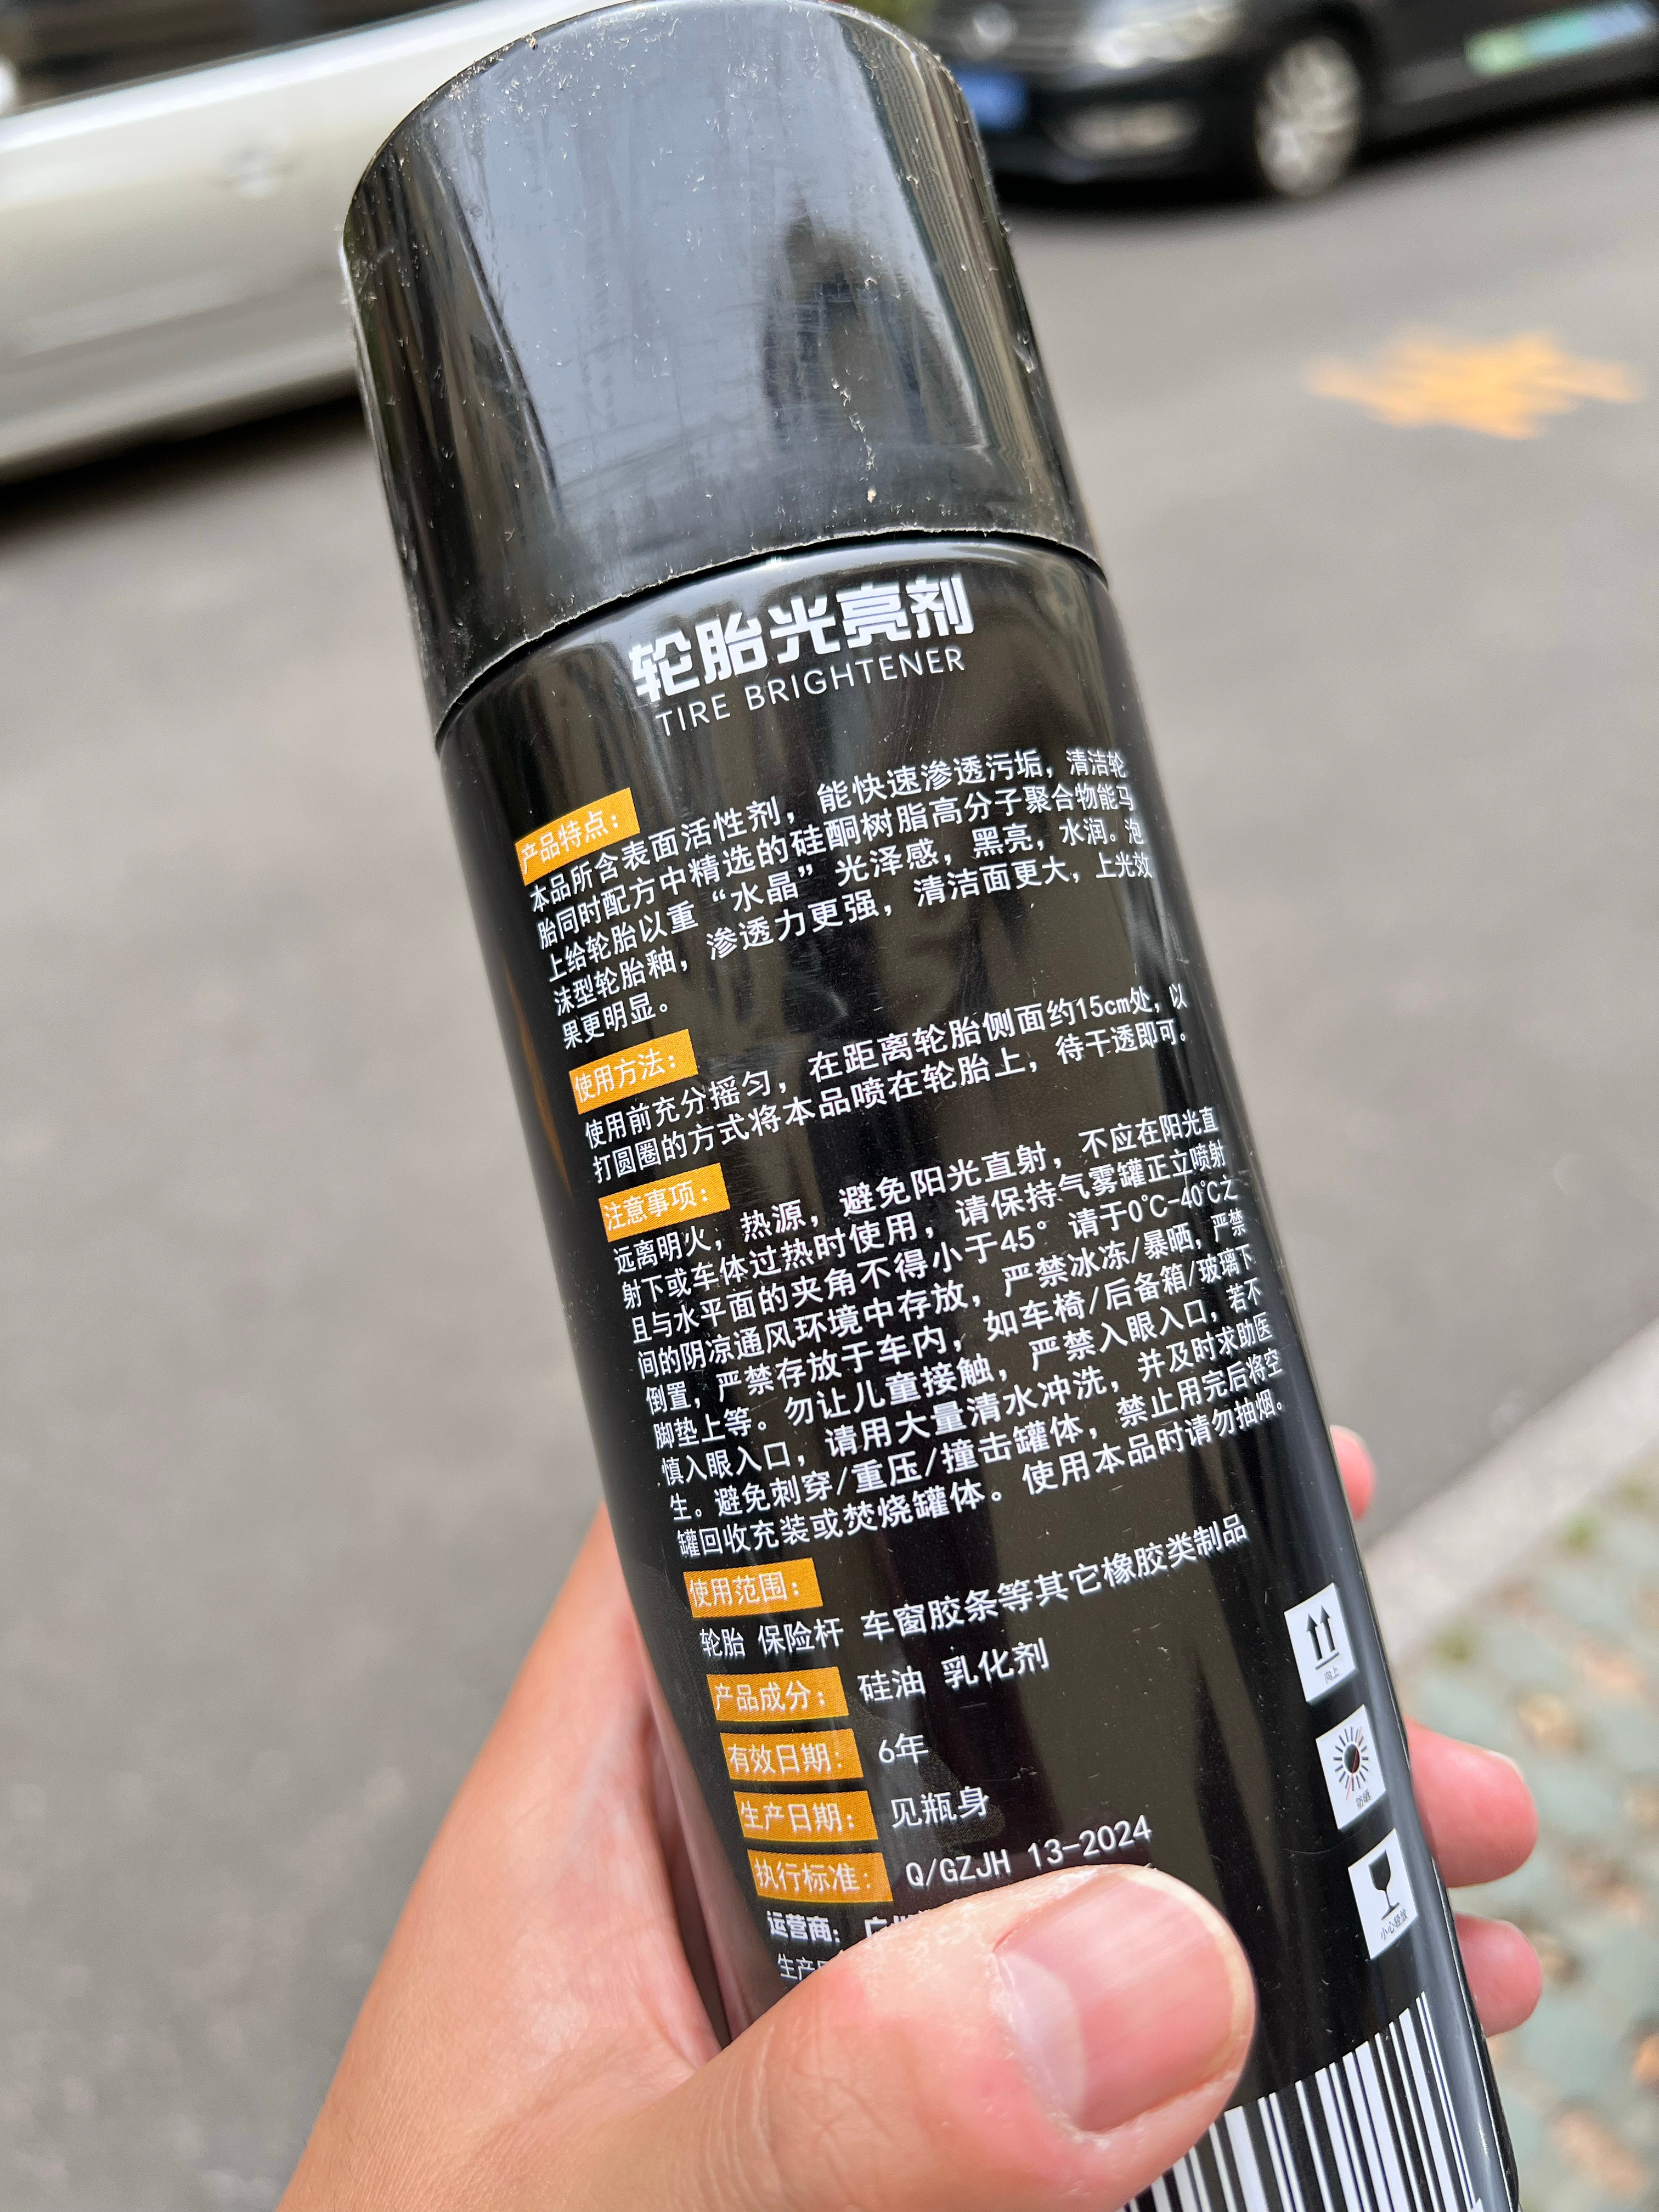 轮胎光亮剂
TIRE BRIGHTENER
产品特点：
本品所含表面活性剂，能快速渗透污垢，清洁轮
胎同时配方中精选的硅酮树脂高分子聚合物能马
上给轮胎以重“水晶”光泽感，黑亮，水润。泡
沫型轮胎釉，渗透力更强，清洁面更大，上光效
果更明显。
使用方法：
使用前充分摇匀，在距离轮胎侧面约15cm处，以
打圆圈的方式将本品喷在轮胎上，待干透即可。
注意事项：
远离明火，热源，避免阳光直射，不应在阳光直
射下或车体过热时使用，请保持气雾罐正立喷射
且与水平面的夹角不得小于45° 请于0℃-40℃之
间的阴凉通风环境中存放，严禁冰冻/暴晒，严禁
倒置，严禁存放于车内，如车椅/后备箱/玻璃下
脚垫上等。勿让儿童接触，严禁入眼入口，若不
慎入眼入口，请用大量清水冲洗，并及时求助医
生。避免刺穿/重压/撞击罐体，禁止用完后将空
罐回收充装或焚烧罐体。使用本品时请勿抽烟。
使用范围：
轮胎 保险杆 车窗胶条等其它橡胶类制品
产品成分： 硅油 乳化剂
有效日期： 6年
生产日期： 见瓶身
执行标准： Q/GZJH 13-2024
运营商：
生产
向上
防晒
小心轻放